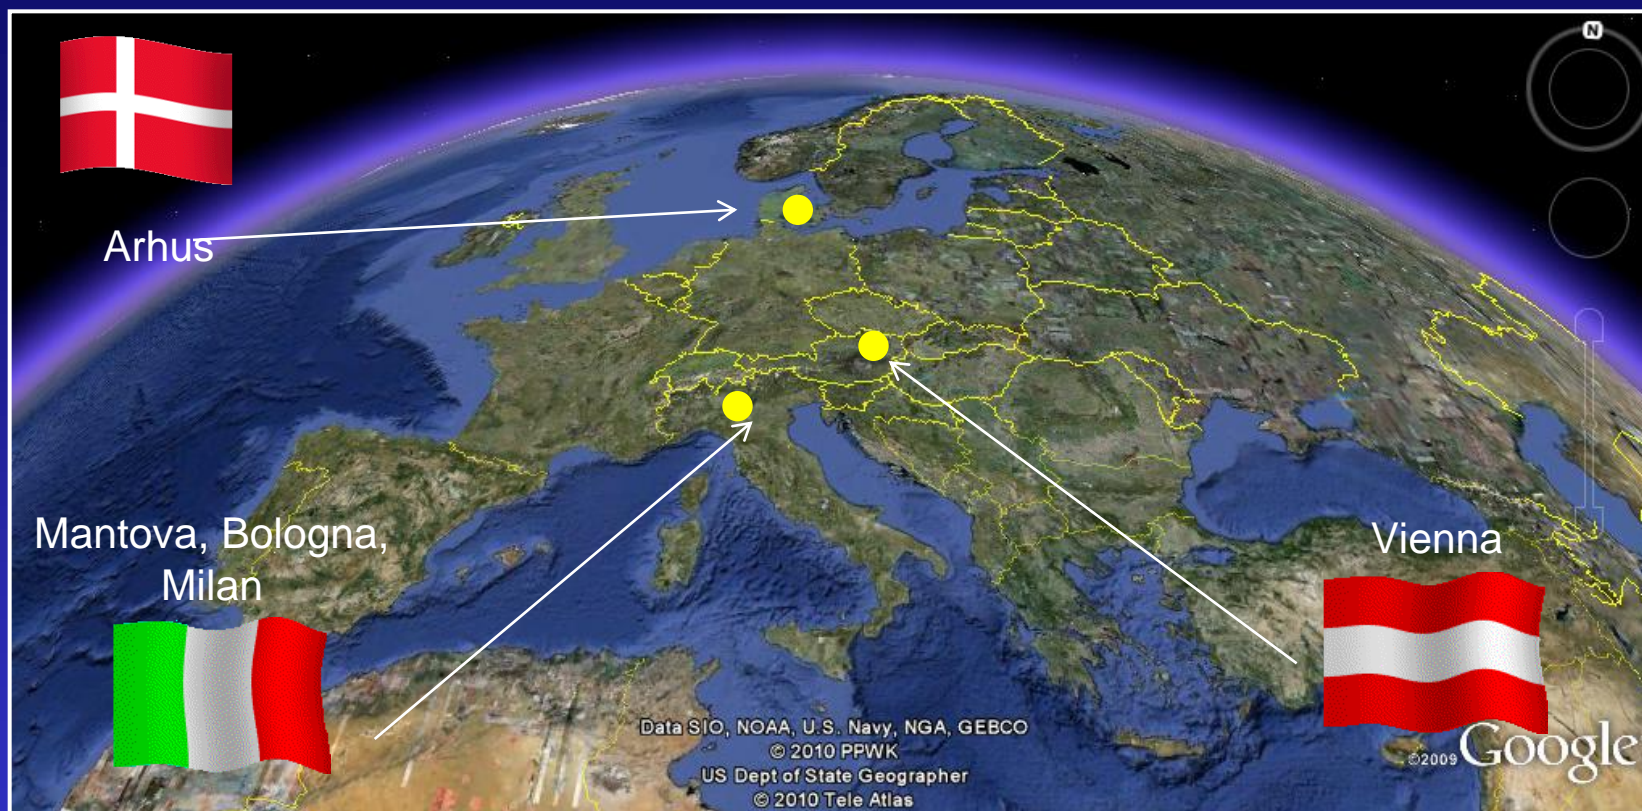 N
Arhus
Mantova, Bologna,
Milan
Vienna
Data SIO, NOAA, U.S. Navy, NGA, GEBCO
© 2010 PPWK
US Dept of State Geographer
© 2010 Tele Atlas
©2009 Google